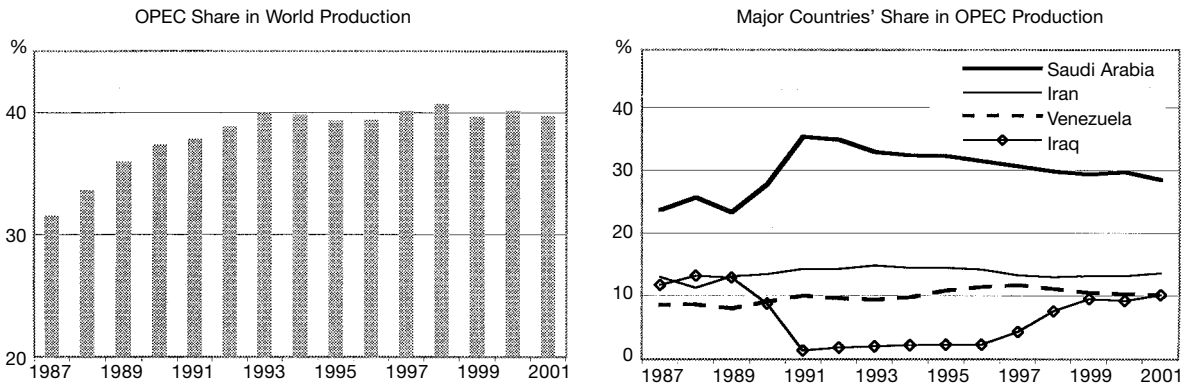 OPEC Share in World Production
%
40
30
20
1987 1989 1991 1993 1995 1997 1999 2001
Major Countries' Share in OPEC Production
%
40
30
20
10
0
Saudi Arabia
Iran
Venezuela
Iraq
1987 1989 1991 1993 1995 1997 1999 2001